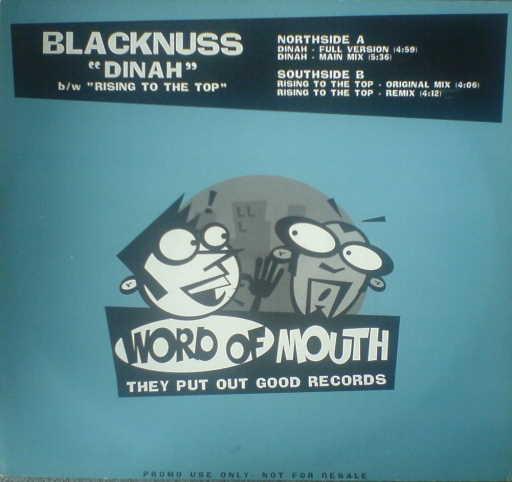 BLACKNUSS
"DINAH"
b/w "RISING TO THE TOP"
NORTHSIDE A
DINAH - FULL VERSION (4:59)
DINAH - MAIN MIX (5:36)
SOUTHSIDE B
RISING TO THE TOP - ORIGINAL MIX (4:06)
RISING TO THE TOP - REMIX (4:12)
WORD OF MOUTH
THEY PUT OUT GOOD RECORDS
PROMO USE ONLY- NOT FOR RESALE